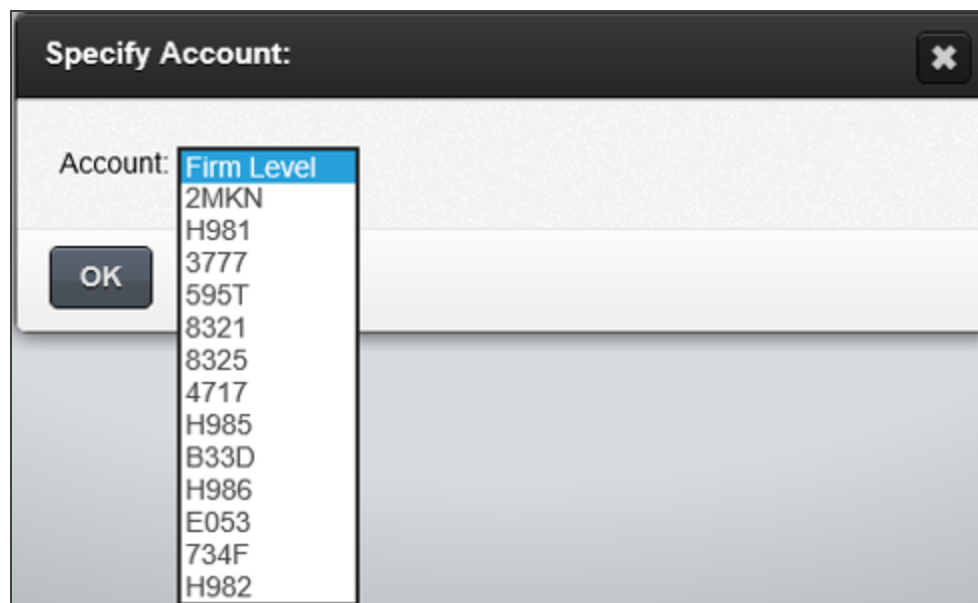 Specify Account:
Account: Firm Level
2MKN
H981
3777
595T
8321
8325
4717
H985
B33D
H986
E053
734F
H982
OK